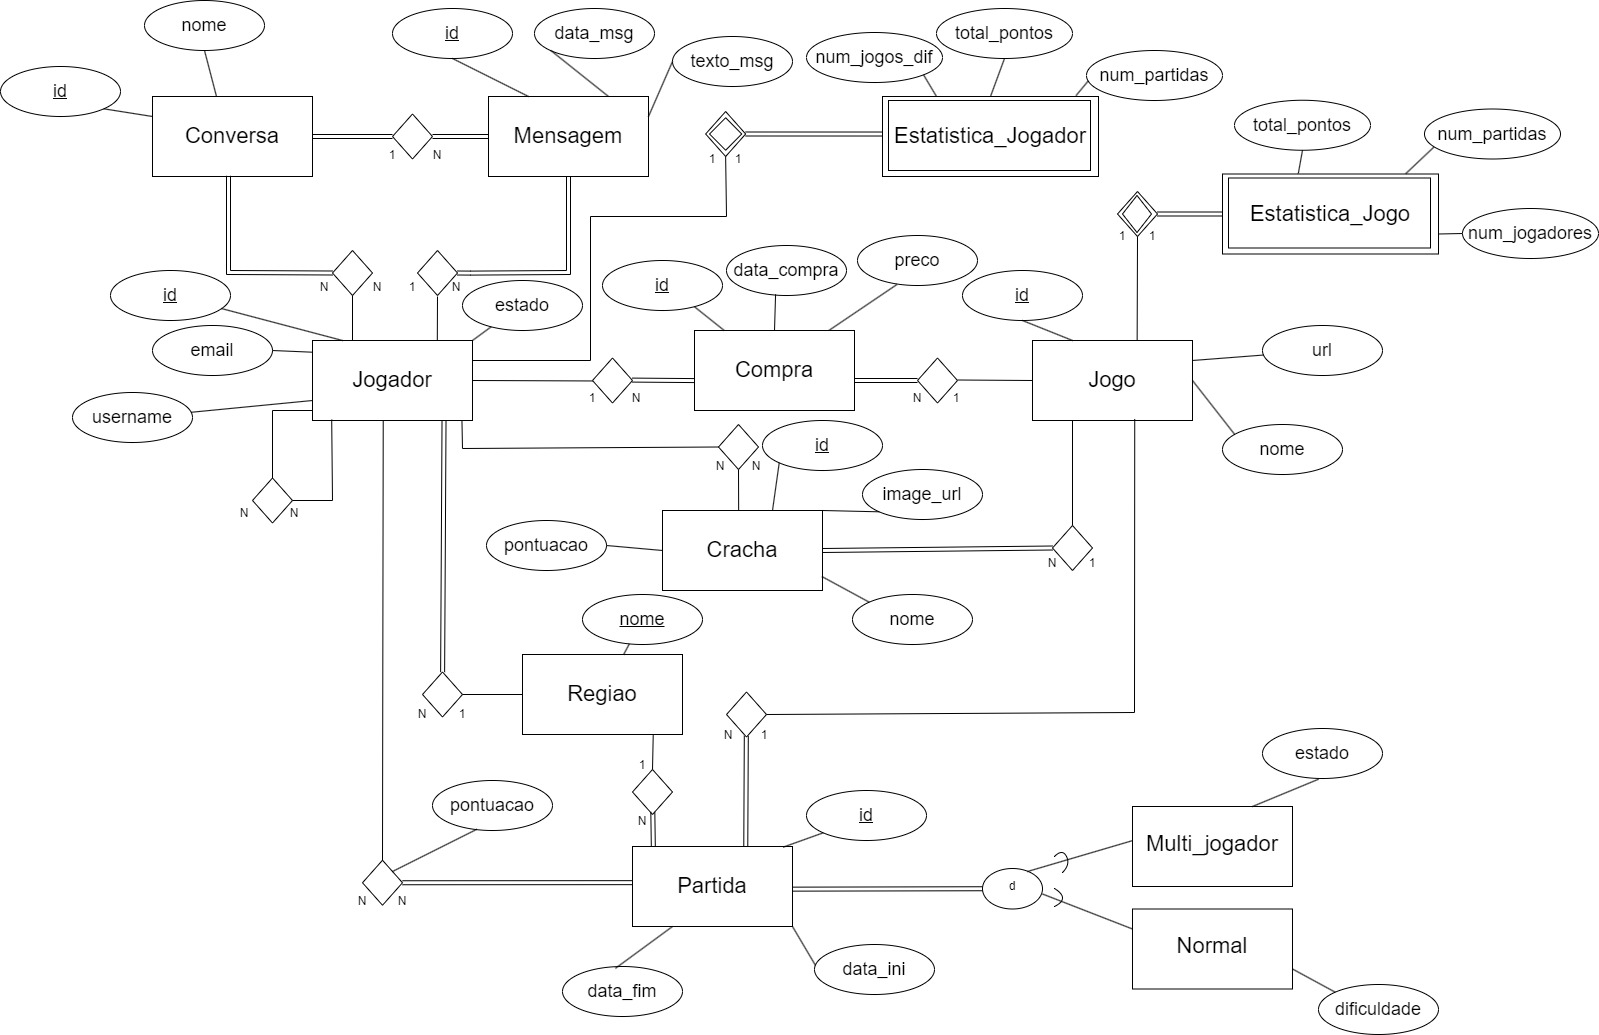 nome
id
data_msg
total_pontos
num_jogos_dif
texto_msg
num_partidas
id
Conversa
Mensagem
Estatistica_Jogador
total_pontos
num_partidas
1
N
1
1
Estatistica_Jogo
num_jogadores
1
1
preco
data_compra
N
N
1
N
id
id
id
estado
email
url
Jogador
Compra
Jogo
1
N
N
1
username
id
nome
N
N
image_url
N
N
pontuacao
Cracha
N
1
nome
nome
Regiao
N
1
N
1
estado
1
pontuacao
id
N
Multi_jogador
Partida
d
N
N
Normal
data_ini
data_fim
dificuldade